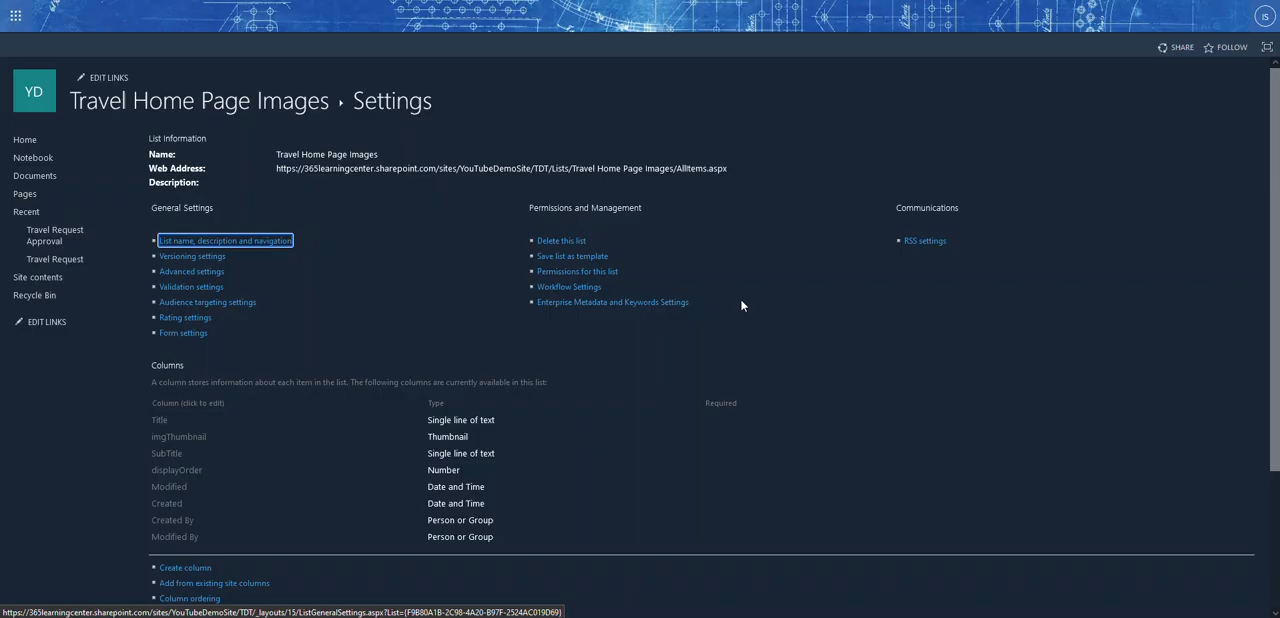 IS
SHARE FOLLOW
YD
EDIT LINKS
Travel Home Page Images ▸ Settings
Home
Notebook
Documents
Pages
Recent
Travel Request
Approval
Travel Request
Site contents
Recycle Bin
EDIT LINKS
List Information
Name: Travel Home Page Images
Web Address: https://365learningcenter.sharepoint.com/sites/YouTubeDemoSite/TDT/Lists/Travel Home Page Images/AllItems.aspx
Description:
General Settings Permissions and Management Communications
List name, description and navigation Delete this list RSS settings
Versioning settings Save list as template
Advanced settings Permissions for this list
Validation settings Workflow Settings
Audience targeting settings Enterprise Metadata and Keywords Settings
Rating settings
Form settings
Columns
A column stores information about each item in the list. The following columns are currently available in this list:
Column (click to edit) Type Required
Title Single line of text
imgThumbnail Thumbnail
SubTitle Single line of text
displayOrder Number
Modified Date and Time
Created Date and Time
Created By Person or Group
Modified By Person or Group
Create column
Add from existing site columns
Column ordering
https://365learningcenter.sharepoint.com/sites/YouTubeDemoSite/TDT/_layouts/15/ListGeneralSettings.aspx?List={F9B80A1B-2C98-4A20-B97F-2524AC019D69}